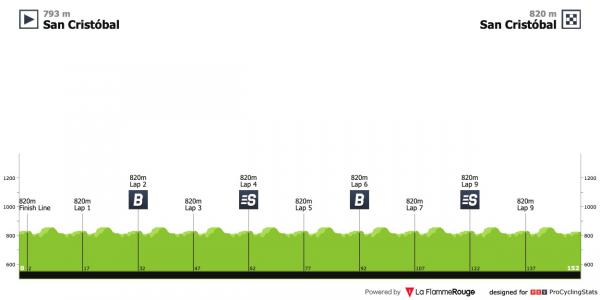 793 m
San Cristóbal
820 m
San Cristóbal
1200
1000
800
600
1200
1000
800
600
820m
Finish Line
820m
Lap 1
820m
Lap 2
B
820m
Lap 3
820m
Lap 4
S
820m
Lap 5
820m
Lap 6
B
820m
Lap 7
820m
Lap 9
S
820m
Lap 9
0 2 17 32 47 62 77 92 107 122 137 152
Powered by La FlammeRouge designed for PCS ProCyclingStats